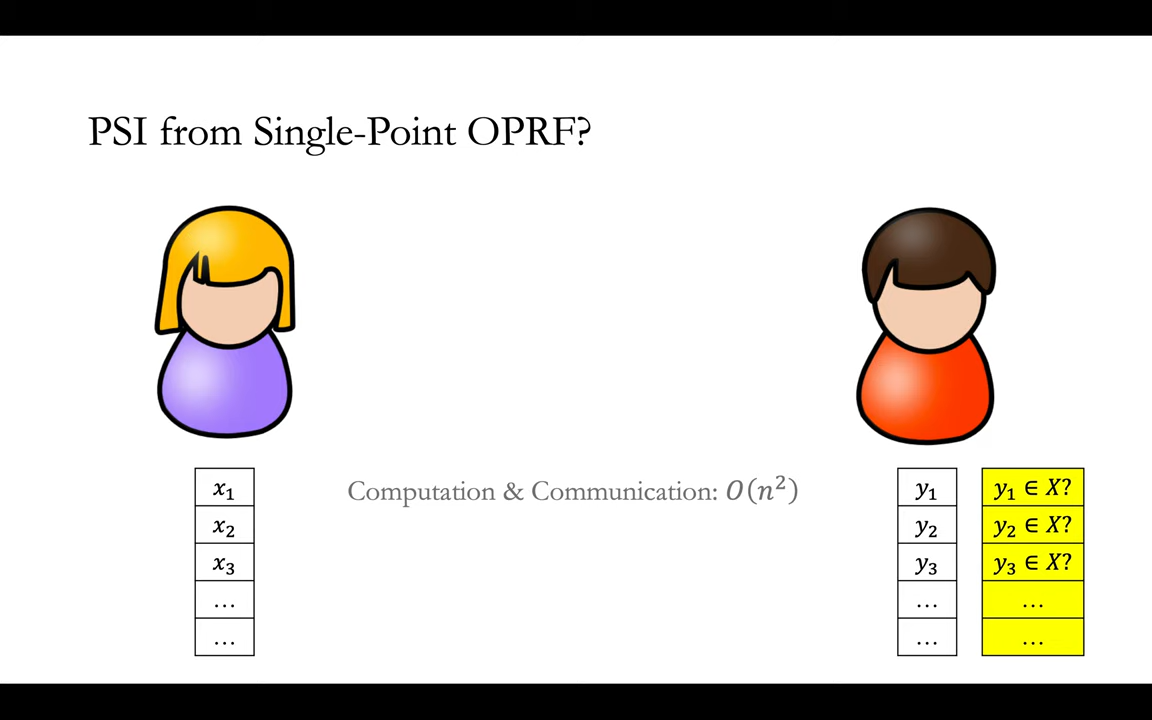 PSI from Single-Point OPRF?
x₁
x₂
x₃
…
…
Computation & Communication: O(n²)
y₁
y₂
y₃
…
…
y₁ ∈ X?
y₂ ∈ X?
y₃ ∈ X?
…
…